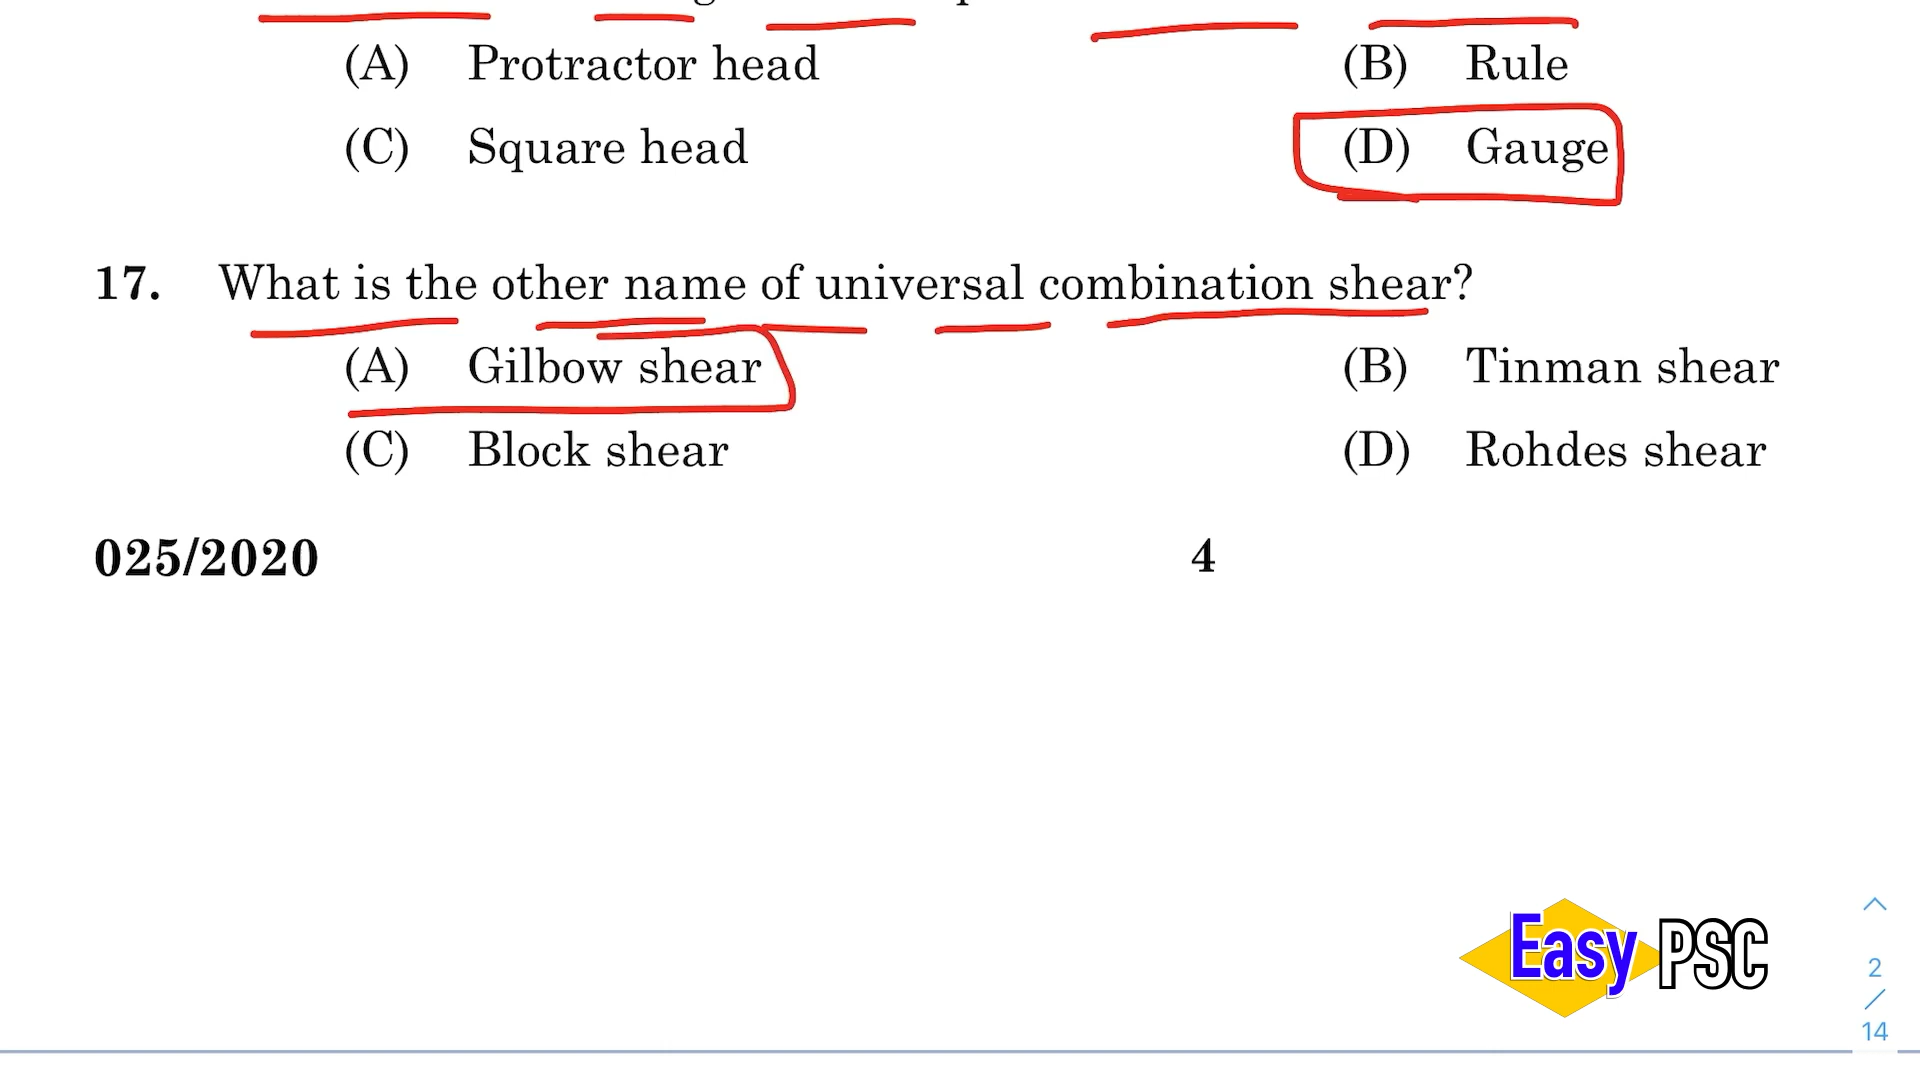 (A) Protractor head (B) Rule
(C) Square head (D) Gauge
17. What is the other name of universal combination shear?
(A) Gilbow shear (B) Tinman shear
(C) Block shear (D) Rohdes shear
025/2020 4
Easy PSC
2
/
14